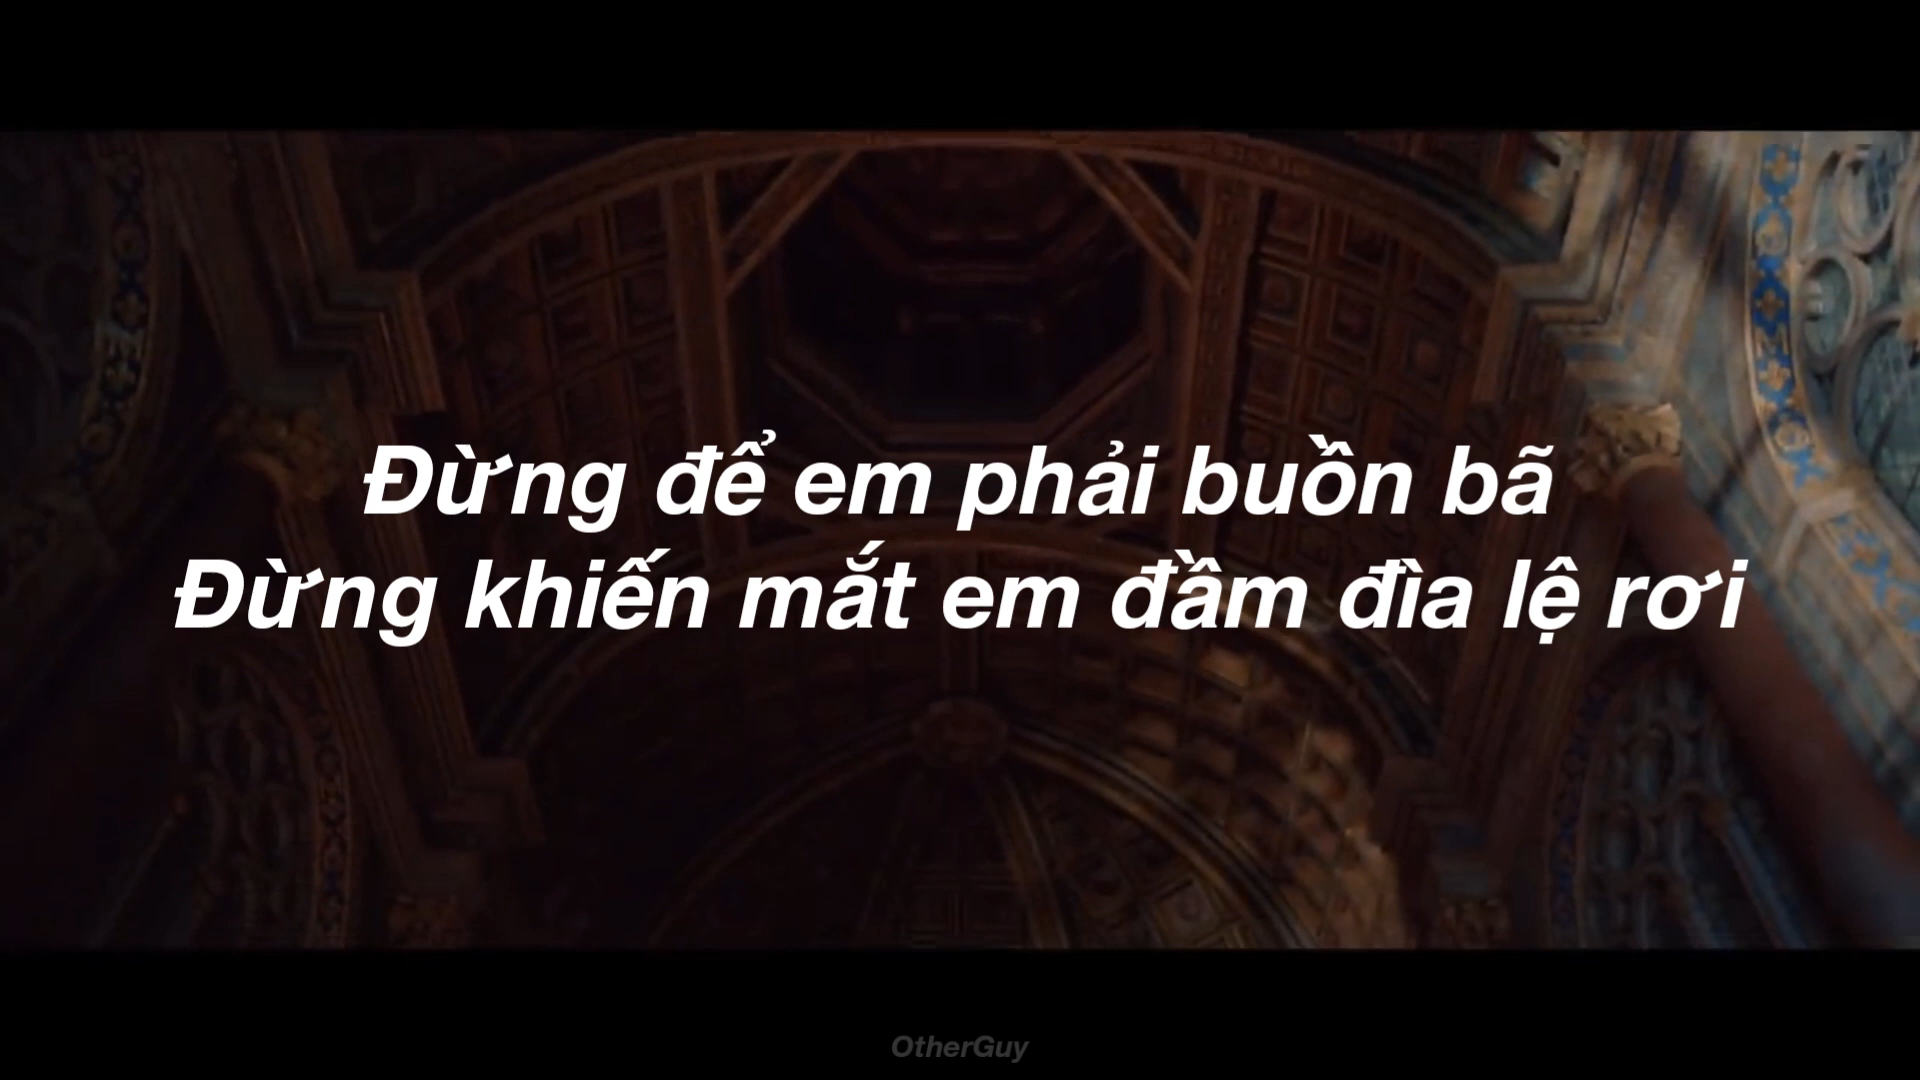 Đừng để em phải buồn bã
Đừng khiến mắt em đầm đìa lệ rơi
OtherGuy